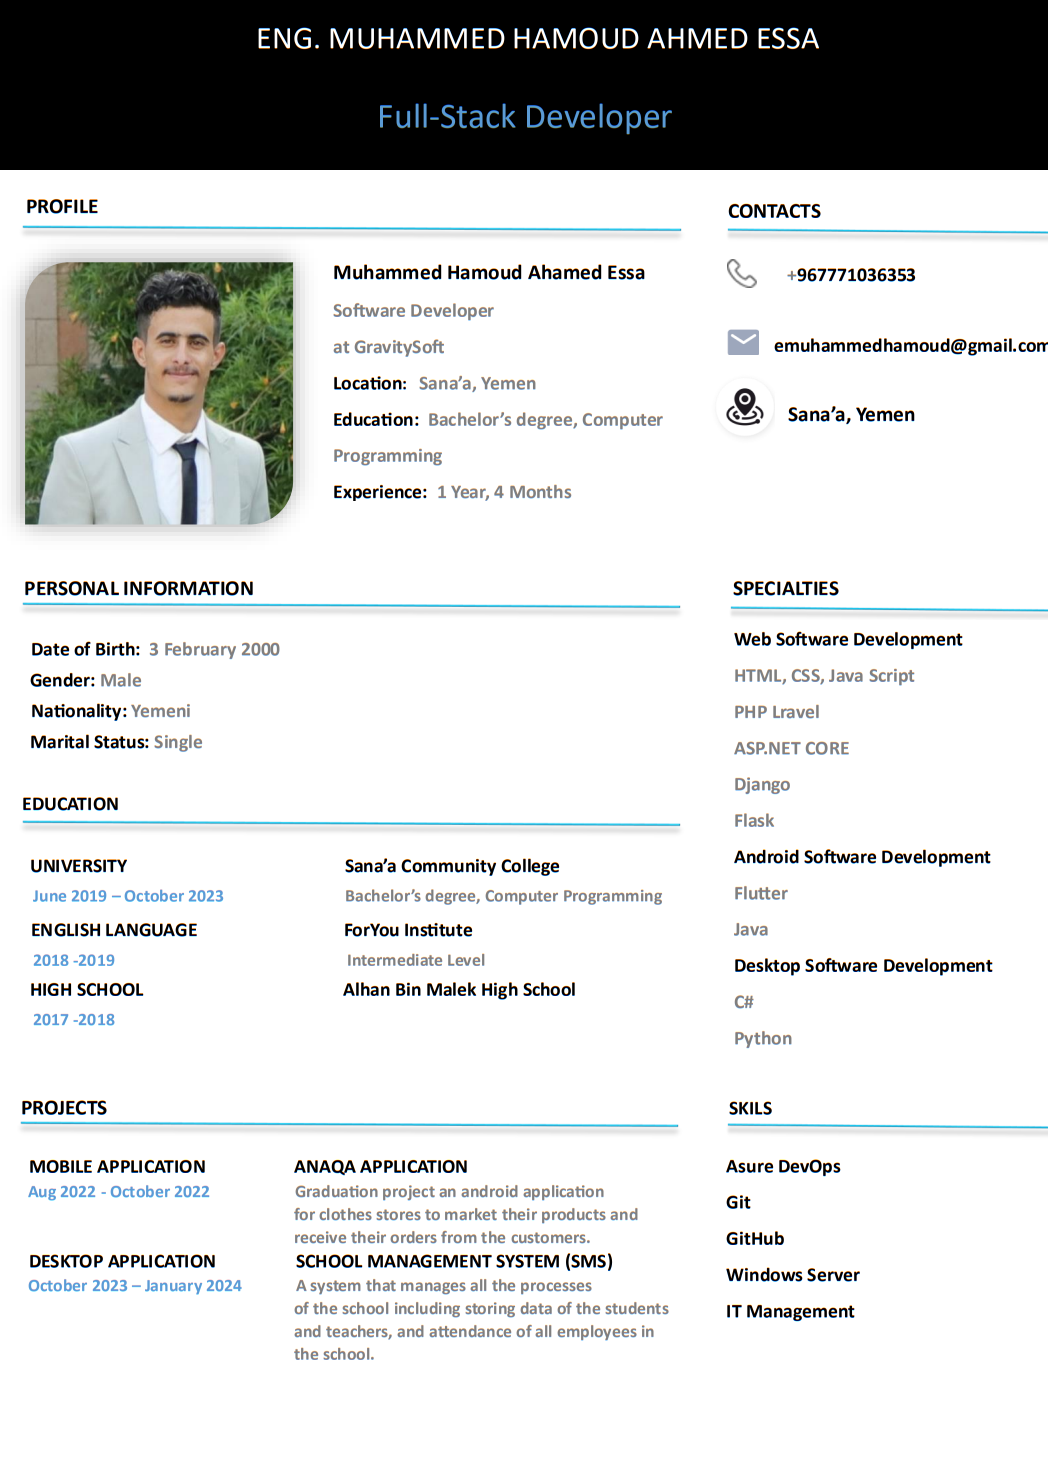 ENG. MUHAMMED HAMOUD AHMED ESSA
Full-Stack Developer
PROFILE
Muhammed Hamoud Ahamed Essa
Software Developer
at GravitySoft
Location: Sana’a, Yemen
Education: Bachelor’s degree, Computer
Programming
Experience: 1 Year, 4 Months
CONTACTS
+967771036353
emuhammedhamoud@gmail.com
Sana’a, Yemen
PERSONAL INFORMATION
Date of Birth: 3 February 2000
Gender: Male
Nationality: Yemeni
Marital Status: Single
EDUCATION
UNIVERSITY
June 2019 – October 2023
Sana’a Community College
Bachelor’s degree, Computer Programming
ENGLISH LANGUAGE
2018 -2019
ForYou Institute
Intermediate Level
HIGH SCHOOL
2017 -2018
Alhan Bin Malek High School
SPECIALTIES
Web Software Development
HTML, CSS, Java Script
PHP Lravel
ASP.NET CORE
Django
Flask
Android Software Development
Flutter
Java
Desktop Software Development
C#
Python
PROJECTS
MOBILE APPLICATION
Aug 2022 - October 2022
ANAQA APPLICATION
Graduation project an android application
for clothes stores to market their products and
receive their orders from the customers.
DESKTOP APPLICATION
October 2023 – January 2024
SCHOOL MANAGEMENT SYSTEM (SMS)
A system that manages all the processes
of the school including storing data of the students
and teachers, and attendance of all employees in
the school.
SKILS
Asure DevOps
Git
GitHub
Windows Server
IT Management